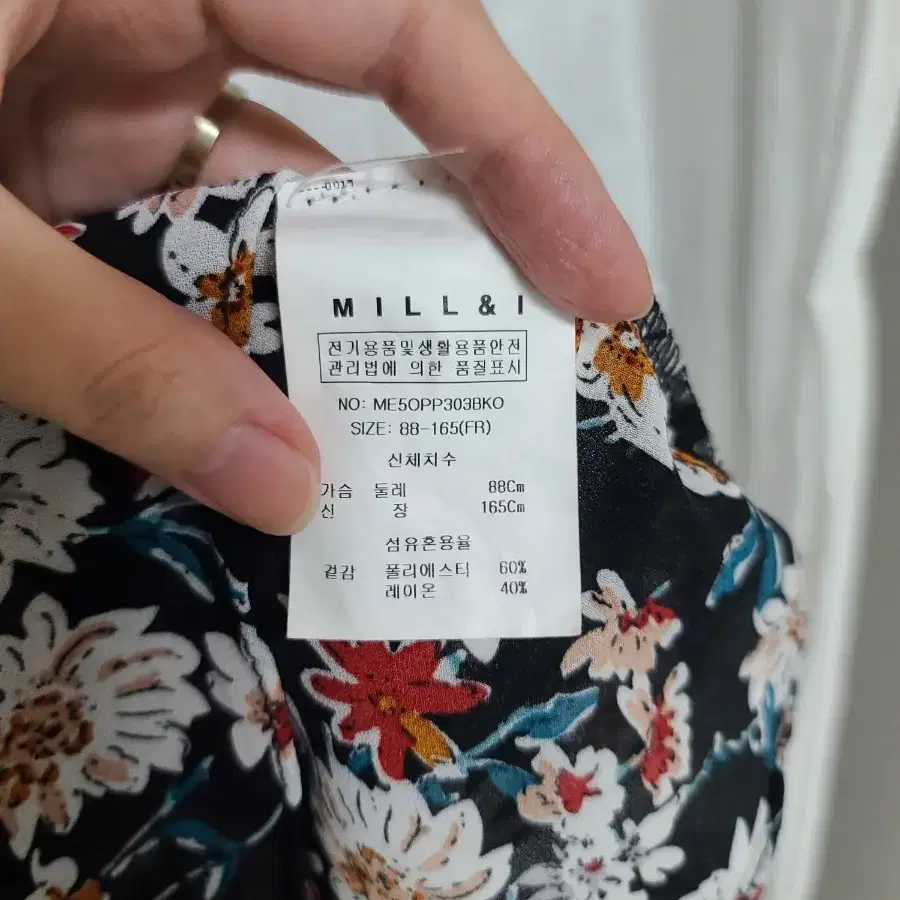 MILL&I
전기용품및생활용품안전
관리법에 의한 품질표시
NO: ME5OPP303BKO
SIZE: 88-165(FR)
신체치수
가슴 둘레 88Cm
신 장 165Cm
섬유혼용율
겉감 폴리에스터 60%
레이온 40%